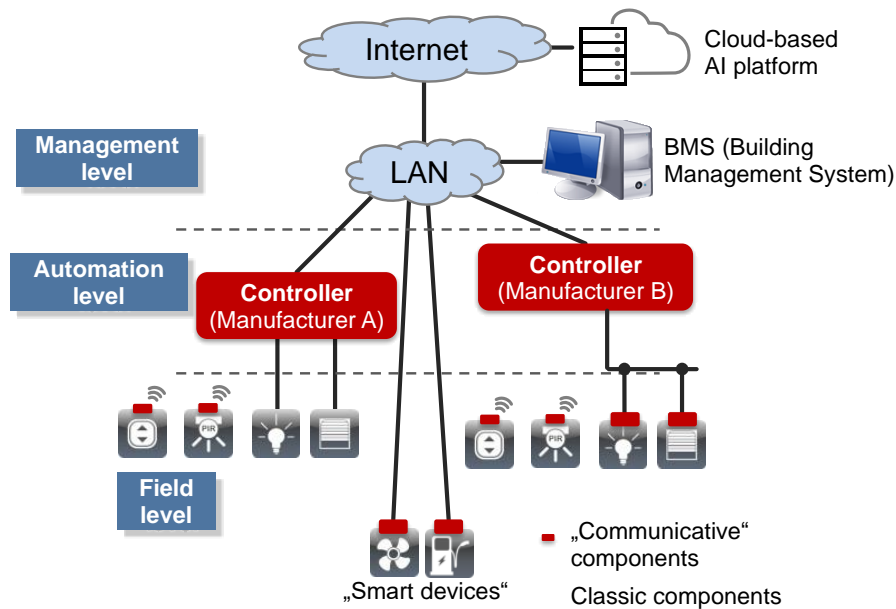 Internet
Cloud-based
AI platform
Management
level
LAN
BMS (Building
Management System)
Automation
level
Controller
(Manufacturer A)
Controller
(Manufacturer B)
PIR
PIR
Field
level
„Smart devices“
„Communicative“
components
Classic components